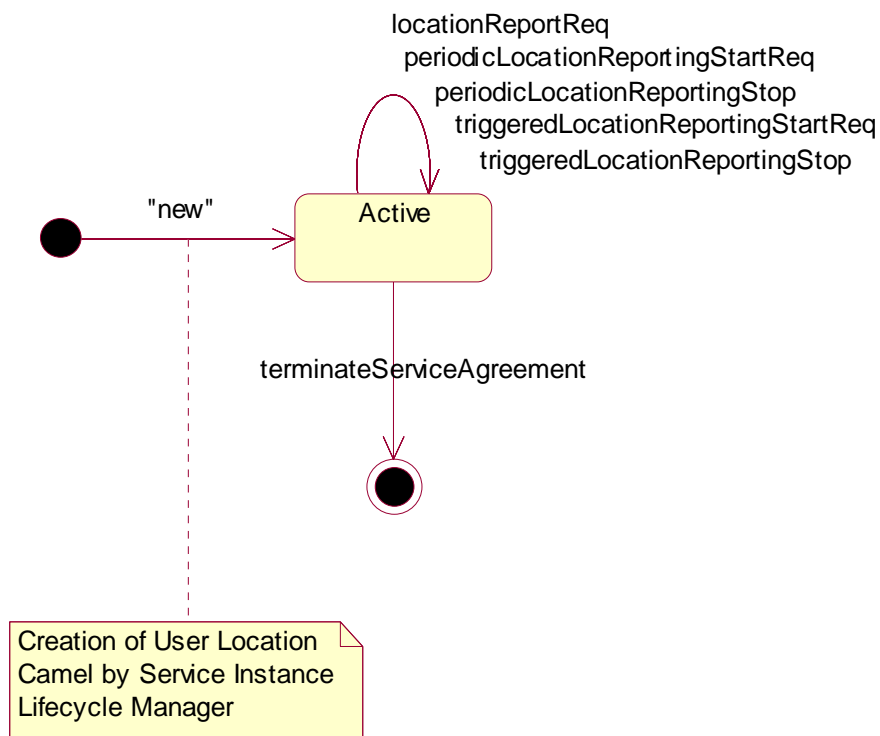 locationReportReq
periodicLocationReportingStartReq
periodicLocationReportingStop
triggeredLocationReportingStartReq
triggeredLocationReportingStop
"new"
Active
terminateServiceAgreement
Creation of User Location
Camel by Service Instance
Lifecycle Manager